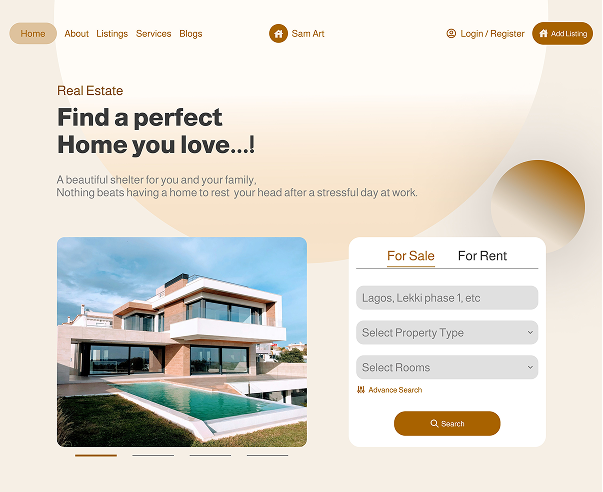 Home About Listings Services Blogs Sam Art Login / Register Add Listing
Real Estate
Find a perfect
Home you love...!
A beautiful shelter for you and your family,
Nothing beats having a home to rest your head after a stressful day at work.
For Sale For Rent
Lagos, Lekki phase 1, etc
Select Property Type
Select Rooms
Advance Search
Search